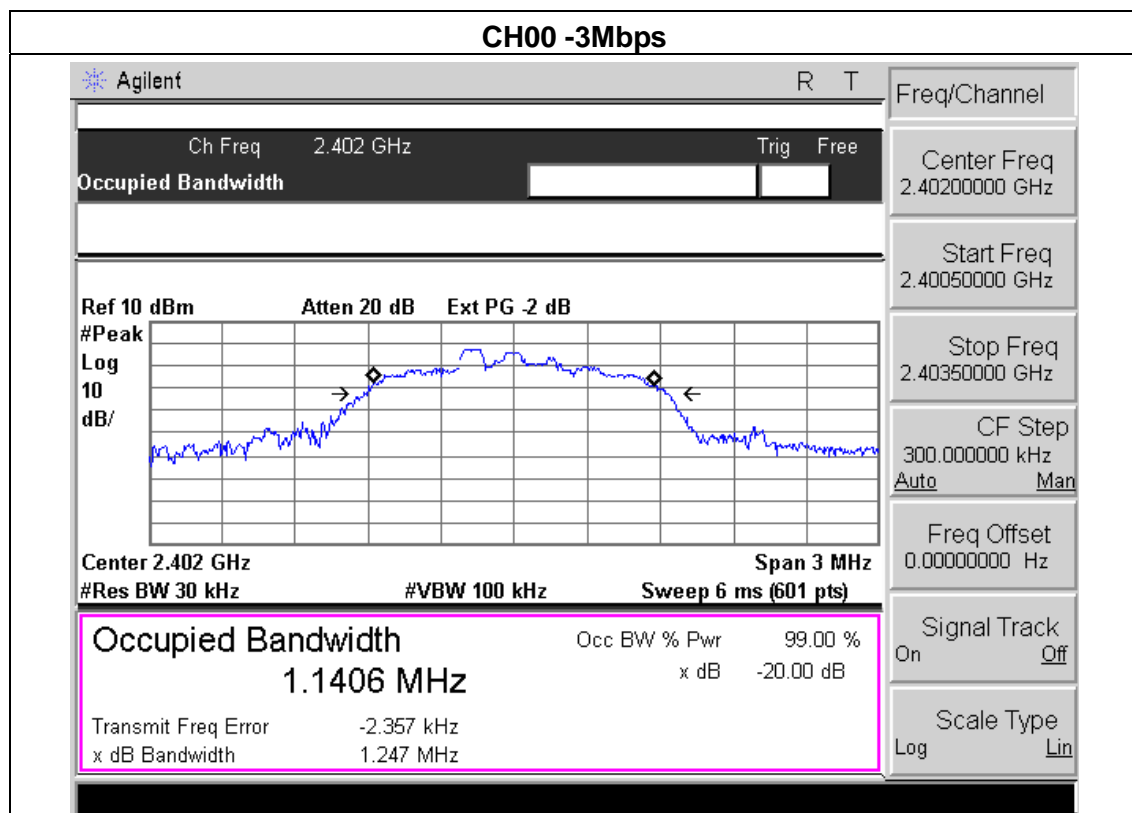 CH00 -3Mbps
Agilent R T
Ch Freq 2.402 GHz Trig Free
Occupied Bandwidth
Ref 10 dBm Atten 20 dB Ext PG -2 dB
#Peak
Log
10
dB/
Center 2.402 GHz Span 3 MHz
#Res BW 30 kHz #VBW 100 kHz Sweep 6 ms (601 pts)
Occupied Bandwidth Occ BW % Pwr 99.00 %
1.1406 MHz x dB -20.00 dB
Transmit Freq Error -2.357 kHz
x dB Bandwidth 1.247 MHz
Freq/Channel
Center Freq
2.40200000 GHz
Start Freq
2.40050000 GHz
Stop Freq
2.40350000 GHz
CF Step
300.000000 kHz
Auto Man
Freq Offset
0.00000000 Hz
Signal Track
On Off
Scale Type
Log Lin